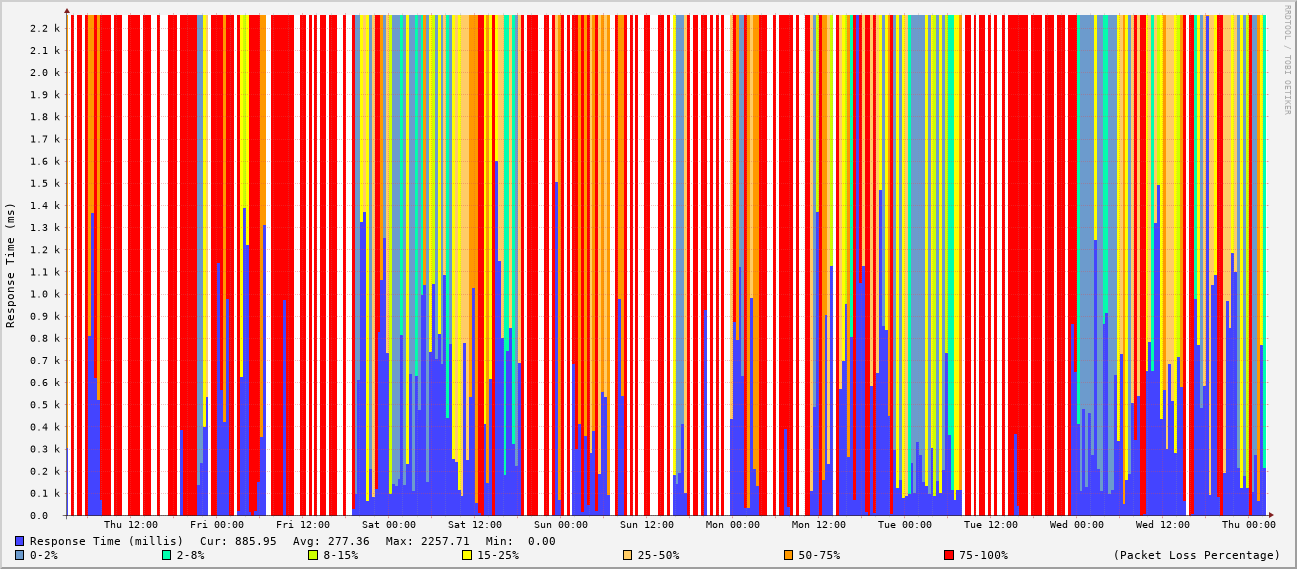 RRDTOOL / TOBI OETIKER
Response Time (ms)
2.2 k
2.1 k
2.0 k
1.9 k
1.8 k
1.7 k
1.6 k
1.5 k
1.4 k
1.3 k
1.2 k
1.1 k
1.0 k
0.9 k
0.8 k
0.7 k
0.6 k
0.5 k
0.4 k
0.3 k
0.2 k
0.1 k
0.0
Thu 12:00 Fri 00:00 Fri 12:00 Sat 00:00 Sat 12:00 Sun 00:00 Sun 12:00 Mon 00:00 Mon 12:00 Tue 00:00 Tue 12:00 Wed 00:00 Wed 12:00 Thu 00:00
Response Time (millis) Cur: 885.95 Avg: 277.36 Max: 2257.71 Min: 0.00
0-2% 2-8% 8-15% 15-25% 25-50% 50-75% 75-100% (Packet Loss Percentage)